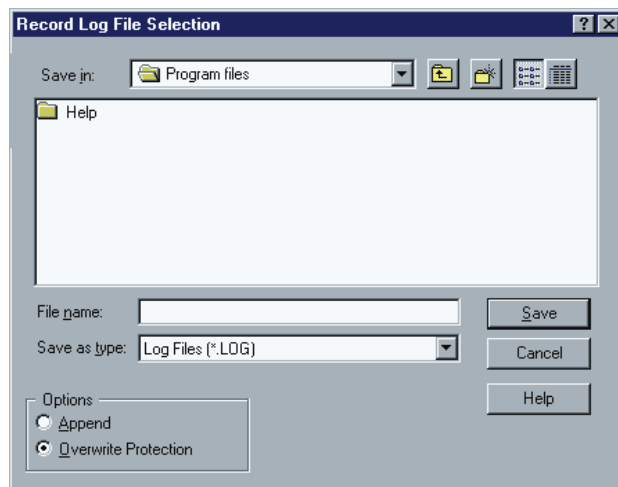 Record Log File Selection
Save in: Program files
Help
File name:
Save
Save as type: Log Files (*.LOG)
Cancel
Help
Options
Append
Overwrite Protection